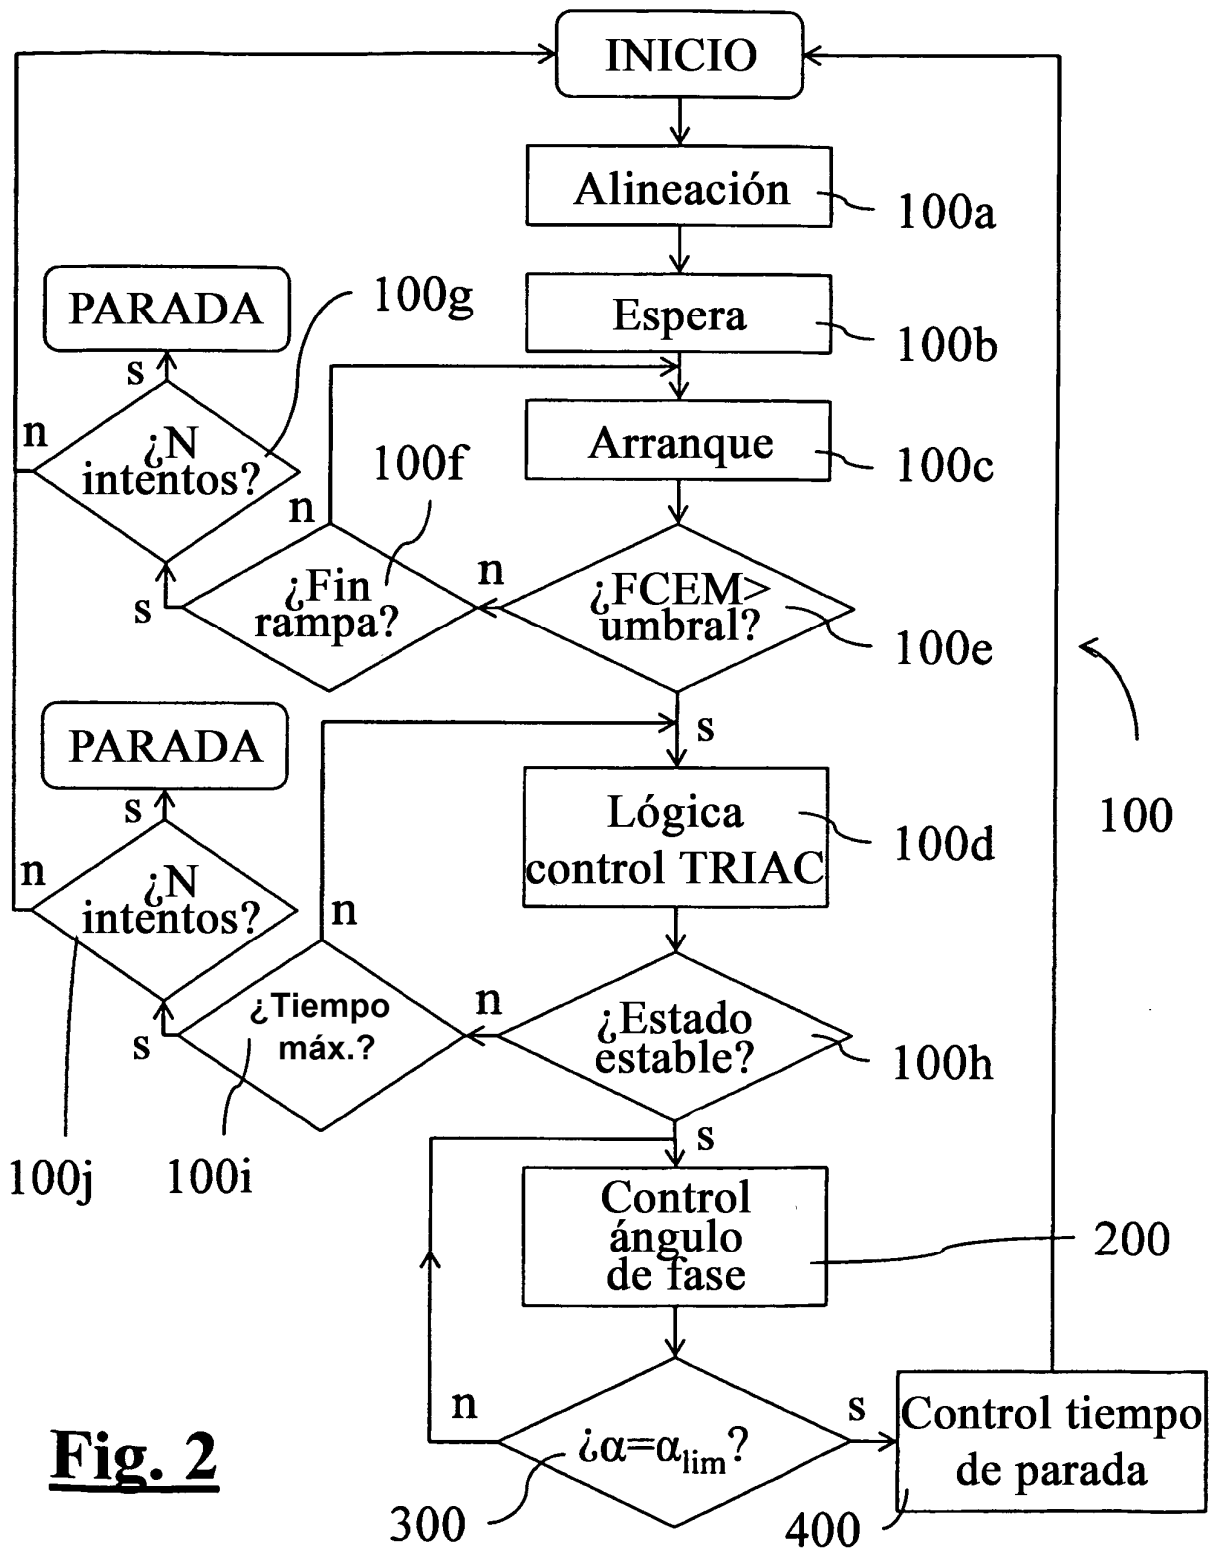 INICIO
Alineación
100a
PARADA
100g
Espera
100b
s
n
¿N
intentos?
100f
Arranque
100c
n
¿Fin
rampa?
s
n
¿FCEM>
umbral?
100e
100
PARADA
s
s
Lógica
control TRIAC
100d
n
¿N
intentos?
n
¿Tiempo
máx.?
s
n
¿Estado
estable?
100h
100j
100i
s
Control
ángulo
de fase
200
n
¿α=αlim?
s
Control tiempo
de parada
300
400
Fig. 2